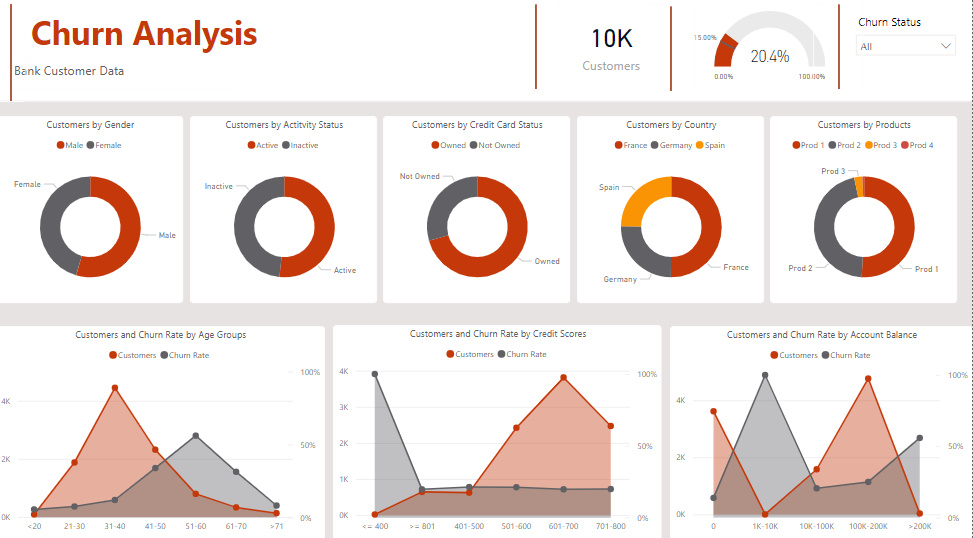 Churn Analysis
Bank Customer Data
10K
Customers
15.00%
20.4%
0.00%
100.00%
Churn Status
All
Customers by Gender
Male Female
Female
Male
Customers by Actitvity Status
Active Inactive
Inactive
Active
Customers by Credit Card Status
Owned Not Owned
Not Owned
Owned
Customers by Country
France Germany Spain
Spain
Germany
France
Customers by Products
Prod 1 Prod 2 Prod 3 Prod 4
Prod 3
Prod 2
Prod 1
Customers and Churn Rate by Age Groups
Customers Churn Rate
4K
2K
0K
100%
50%
0%
<20 21-30 31-40 41-50 51-60 61-70 >71
Customers and Churn Rate by Credit Scores
Customers Churn Rate
4K
3K
2K
1K
0K
100%
50%
0%
<= 400 >= 801 401-500 501-600 601-700 701-800
Customers and Churn Rate by Account Balance
Customers Churn Rate
4K
2K
0K
100%
50%
0%
0 1K-10K 10K-100K 100K-200K >200K